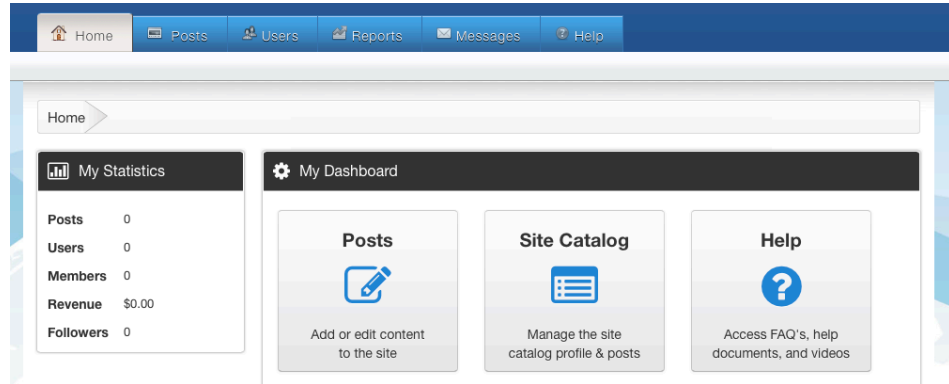 Home Posts Users Reports Messages Help
Home
My Statistics
Posts 0
Users 0
Members 0
Revenue $0.00
Followers 0
My Dashboard
Posts
Add or edit content
to the site
Site Catalog
Manage the site
catalog profile & posts
Help
Access FAQ's, help
documents, and videos